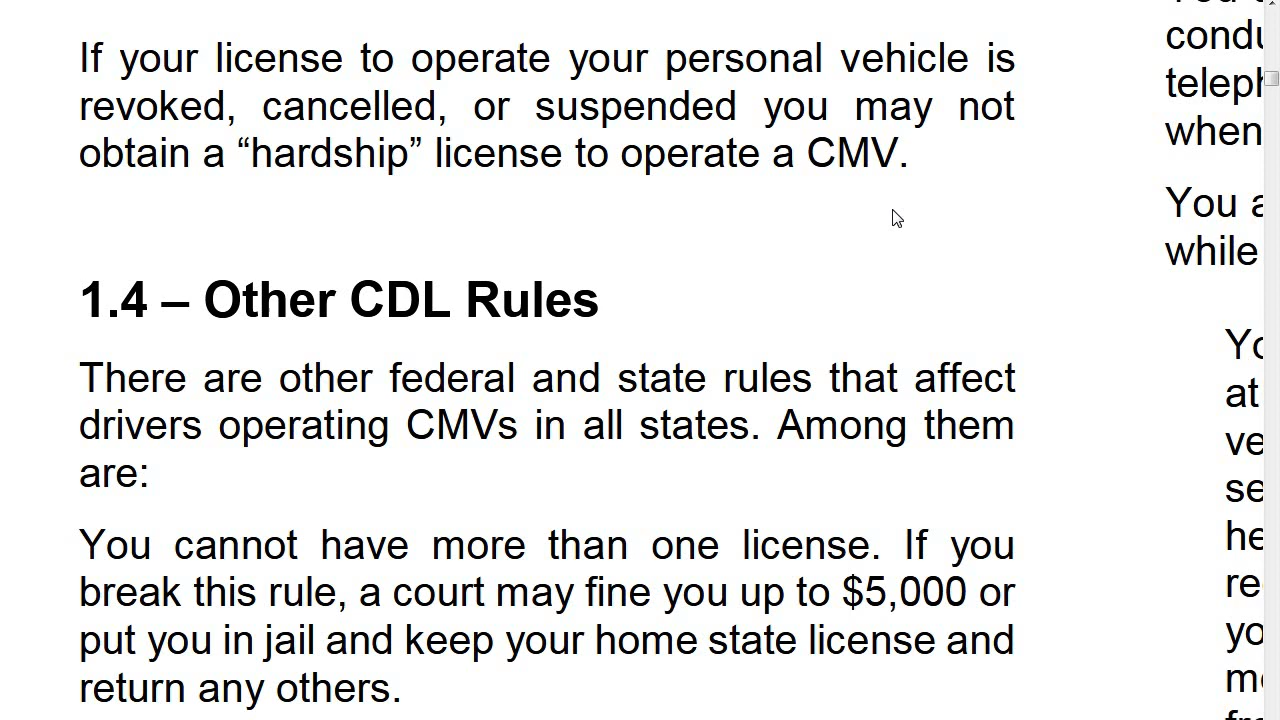 If your license to operate your personal vehicle is
revoked, cancelled, or suspended you may not
obtain a “hardship” license to operate a CMV.
1.4 – Other CDL Rules
There are other federal and state rules that affect
drivers operating CMVs in all states. Among them
are:
You cannot have more than one license. If you
break this rule, a court may fine you up to $5,000 or
put you in jail and keep your home state license and
return any others.
when
You
while
at